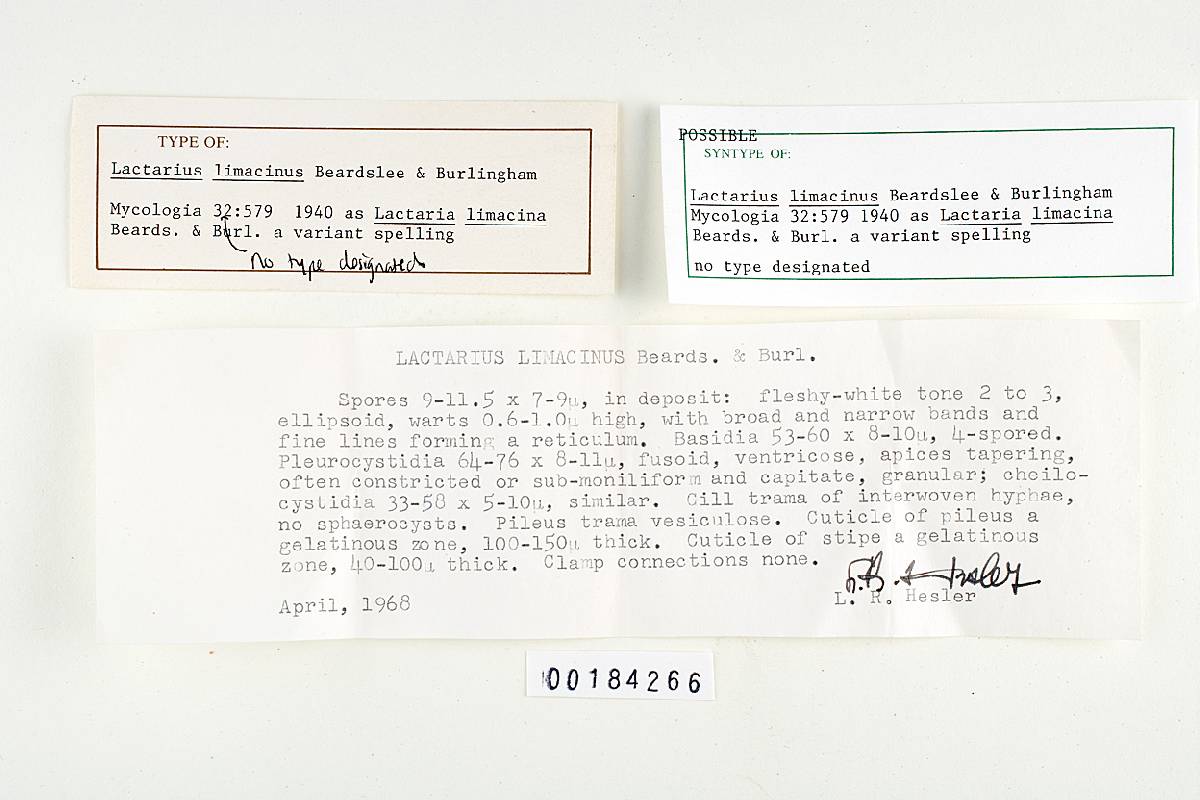 TYPE OF:
Lactarius limacinus Beardslee & Burlingham
Mycologia 32:579 1940 as Lactaria limacina
Beards. & Burl. a variant spelling
no type designated
POSSIBLE
SYNTYPE OF:
Lactarius limacinus Beardslee & Burlingham
Mycologia 32:579 1940 as Lactaria limacina
Beards. & Burl. a variant spelling
no type designated
LACTARIUS LIMACINUS Beards. & Burl.
Spores 9-11.5 x 7-9µ, in deposit: fleshy-white tone 2 to 3,
ellipsoid, warts 0.6-1.0µ high, with broad and narrow bands and
fine lines forming a reticulum. Basidia 53-60 x 8-10µ, 4-spored.
Pleurocystidia 64-76 x 8-11µ, fusoid, ventricose, apices tapering,
often constricted or sub-moniliform and capitate, granular; cheilo-
cystidia 33-58 x 5-10µ, similar. Gill trama of interwoven hyphae,
no sphaerocysts. Pileus trama vesiculose. Cuticle of pileus a
gelatinous zone, 100-150µ thick. Cuticle of stipe a gelatinous
zone, 40-100µ thick. Clamp connections none.
L. R. Hesler
L. R. Hesler
April, 1968
00184266